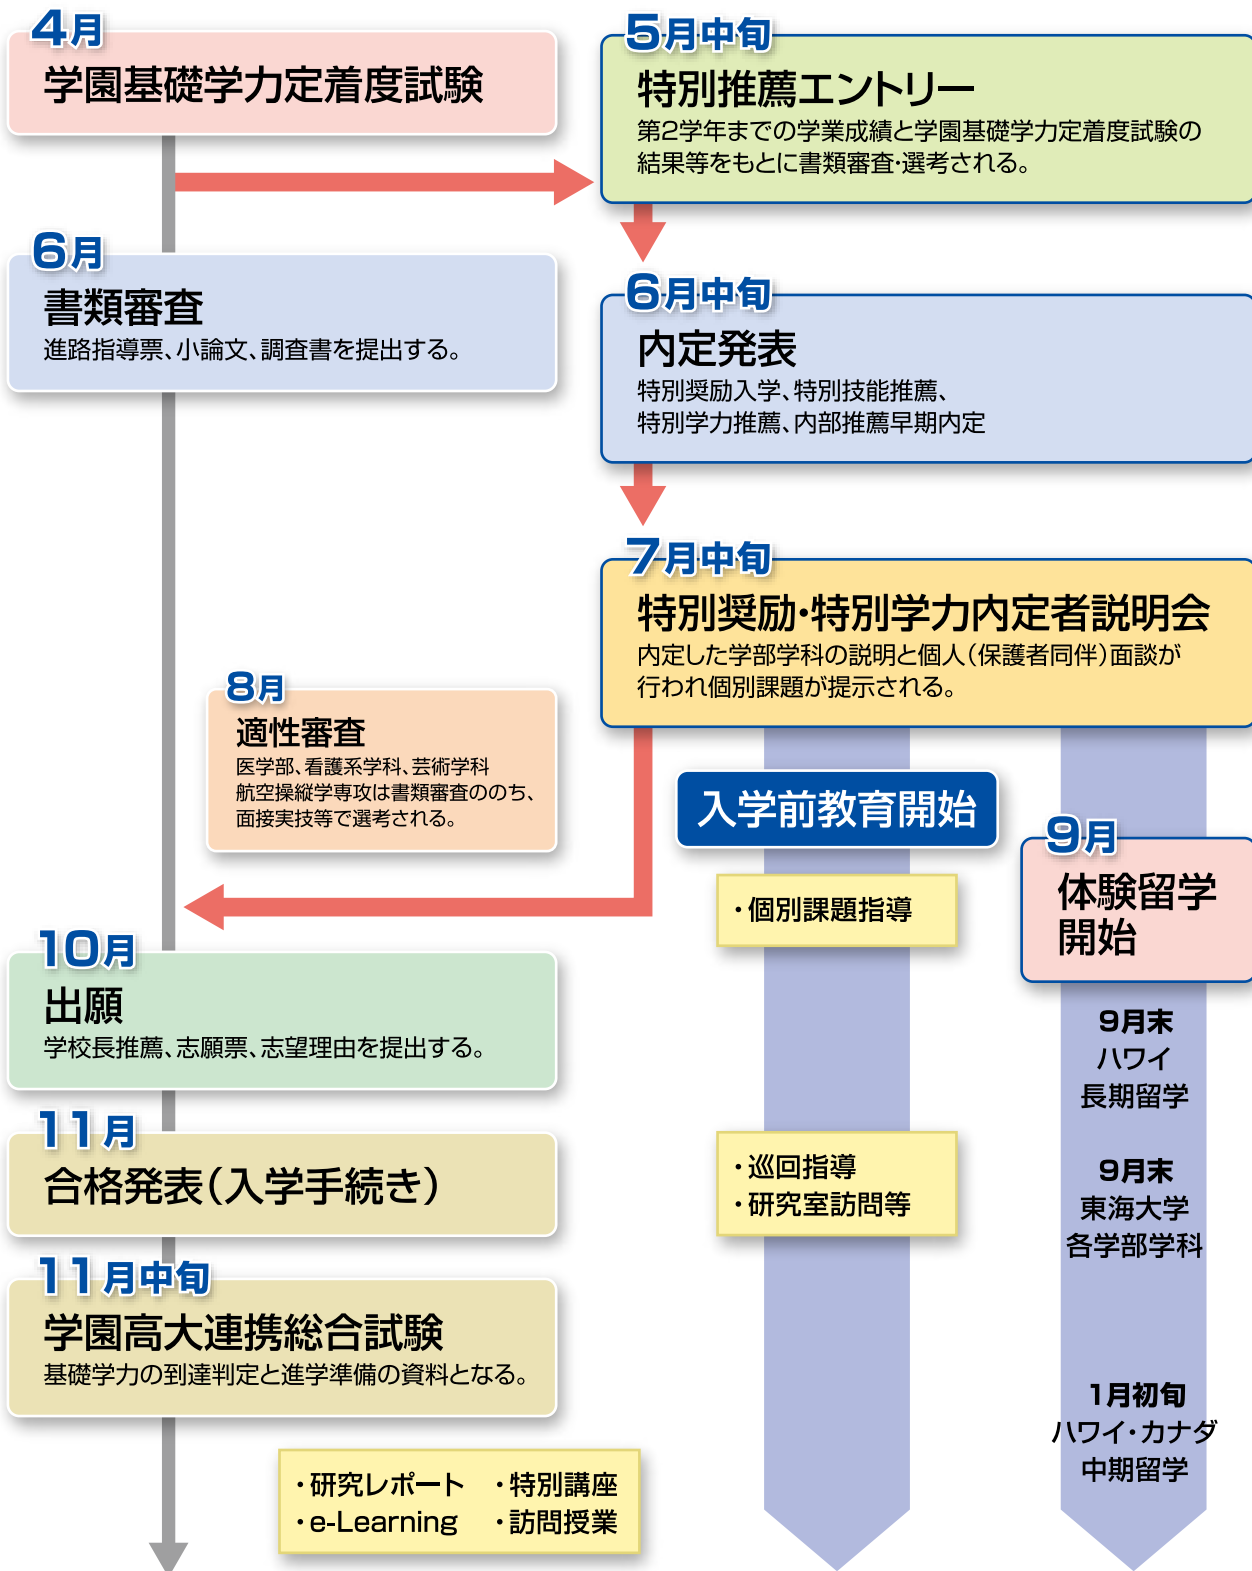 4月
学園基礎学力定着度試験
5月中旬
特別推薦エントリー
第2学年までの学業成績と学園基礎学力定着度試験の
結果等をもとに書類審査・選考される。
6月
書類審査
進路指導票、小論文、調査書を提出する。
6月中旬
内定発表
特別奨励入学、特別技能推薦、
特別学力推薦、内部推薦早期内定
7月中旬
特別奨励・特別学力内定者説明会
内定した学部学科の説明と個人（保護者同伴）面談が
行われ個別課題が提示される。
8月
適性審査
医学部、看護系学科、芸術学科
航空操縦学専攻は書類審査ののち、
面接実技等で選考される。
入学前教育開始
・個別課題指導
9月
体験留学
開始
10月
出願
学校長推薦、志願票、志望理由を提出する。
9月末
ハワイ
長期留学
11月
合格発表（入学手続き）
・巡回指導
・研究室訪問等
9月末
東海大学
各学部学科
11月中旬
学園高大連携総合試験
基礎学力の到達判定と進学準備の資料となる。
1月初旬
ハワイ・カナダ
中期留学
・研究レポート ・特別講座
・e-Learning ・訪問授業